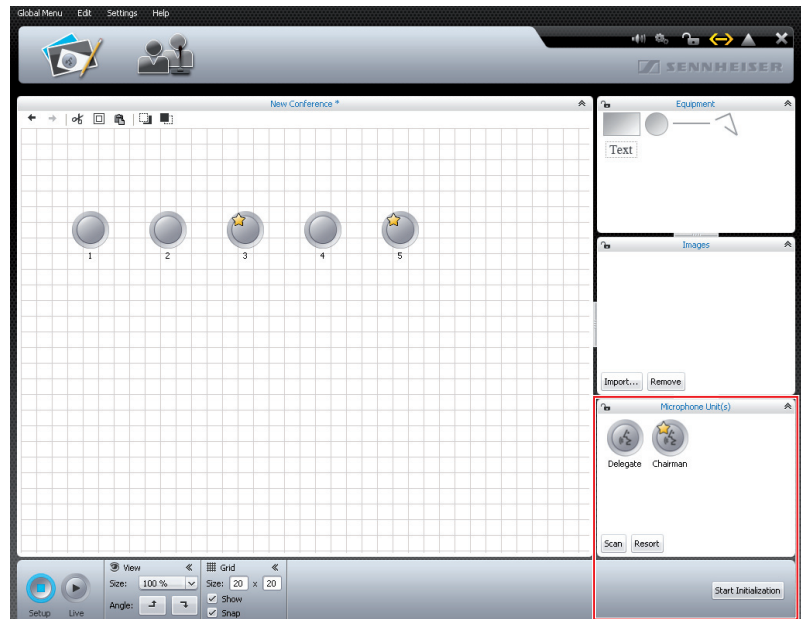 Global Menu Edit Settings Help
SENNHEISER
New Conference *
1 2 3 4 5
Equipment
Text
Images
Import... Remove
Microphone Unit(s)
Delegate Chairman
Scan Resort
View Grid
Size: 100 % Size: 20 x 20
Angle: Show
Snap
Setup Live
Start Initialization